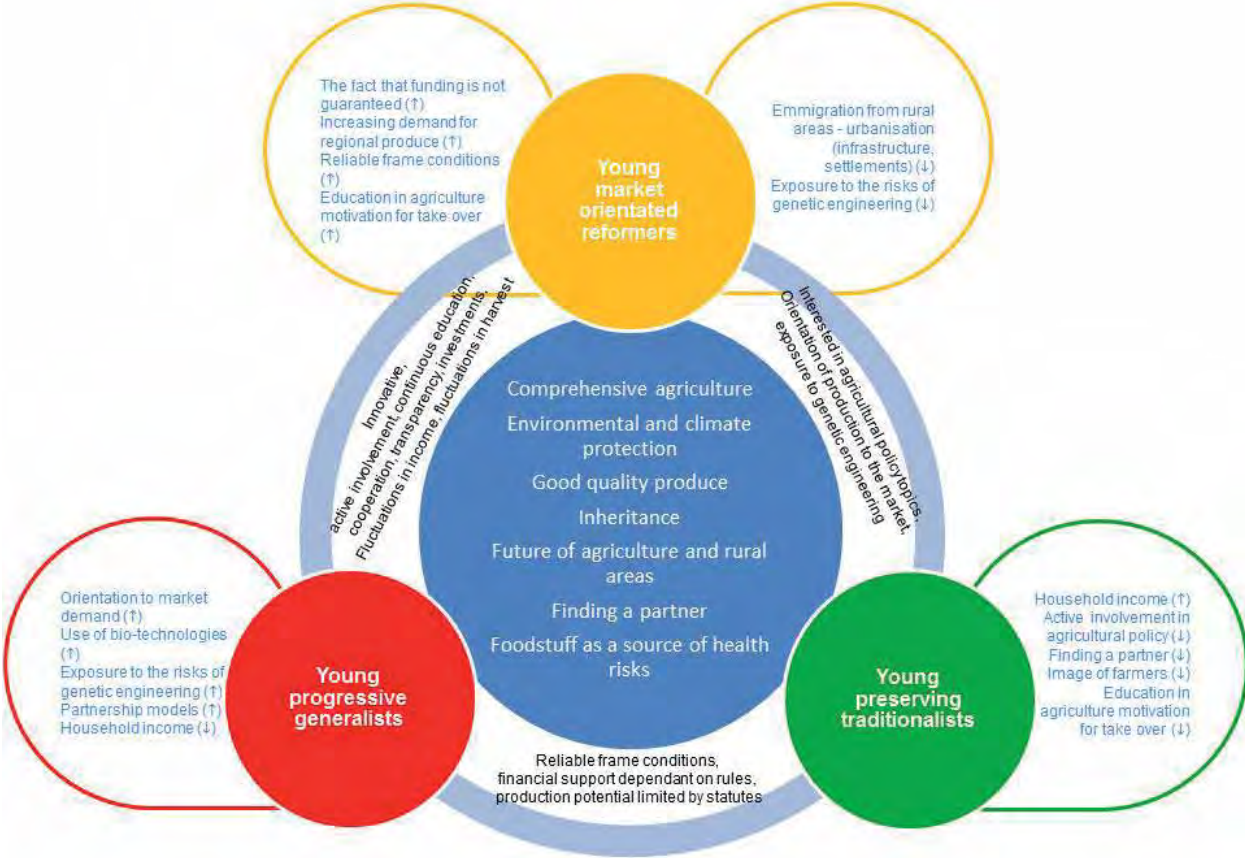 The fact that funding is not
guaranteed (↑)
Increasing demand for
regional produce (↑)
Reliable frame conditions
(↑)
Education in agriculture
motivation for take over
(↑)
Young
market
orientated
reformers
Emmigration from rural
areas - urbanisation
(infrastructure,
settlements) (↓)
Exposure to the risks of
genetic engineering (↓)
Innovative,
active involvement, continuous education,
cooperation, transparency, investments,
Fluctuations in income, fluctuations in harvest
Interested in agricultural policy topics,
Orientation of production to the market,
exposure to genetic engineering
Comprehensive agriculture
Environmental and climate
protection
Good quality produce
Inheritance
Future of agriculture and rural
areas
Finding a partner
Foodstuff as a source of health
risks
Orientation to market
demand (↑)
Use of bio-technologies
(↑)
Exposure to the risks of
genetic engineering (↑)
Partnership models (↑)
Household income (↓)
Young
progressive
generalists
Young
preserving
traditionalists
Household income (↑)
Active involvement in
agricultural policy (↓)
Finding a partner (↓)
Image of farmers (↓)
Education in
agriculture motivation
for take over (↓)
Reliable frame conditions,
financial support dependant on rules,
production potential limited by statutes